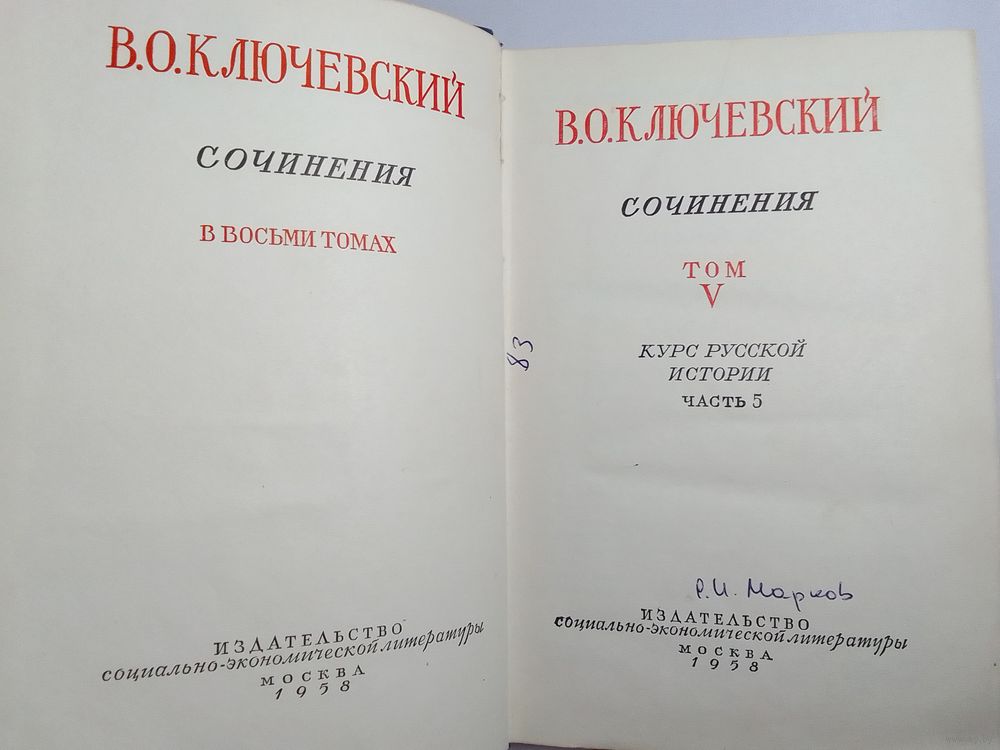 В.О.КЛЮЧЕВСКИЙ
СОЧИНЕНИЯ
В ВОСЬМИ ТОМАХ
ИЗДАТЕЛЬСТВО
социально-экономической литературы
МОСКВА
1958
83
В.О.КЛЮЧЕВСКИЙ
СОЧИНЕНИЯ
ТОМ
V
КУРС РУССКОЙ
ИСТОРИИ
ЧАСТЬ 5
Р.И. Марков
ИЗДАТЕЛЬСТВО
социально-экономической литературы
МОСКВА
1958